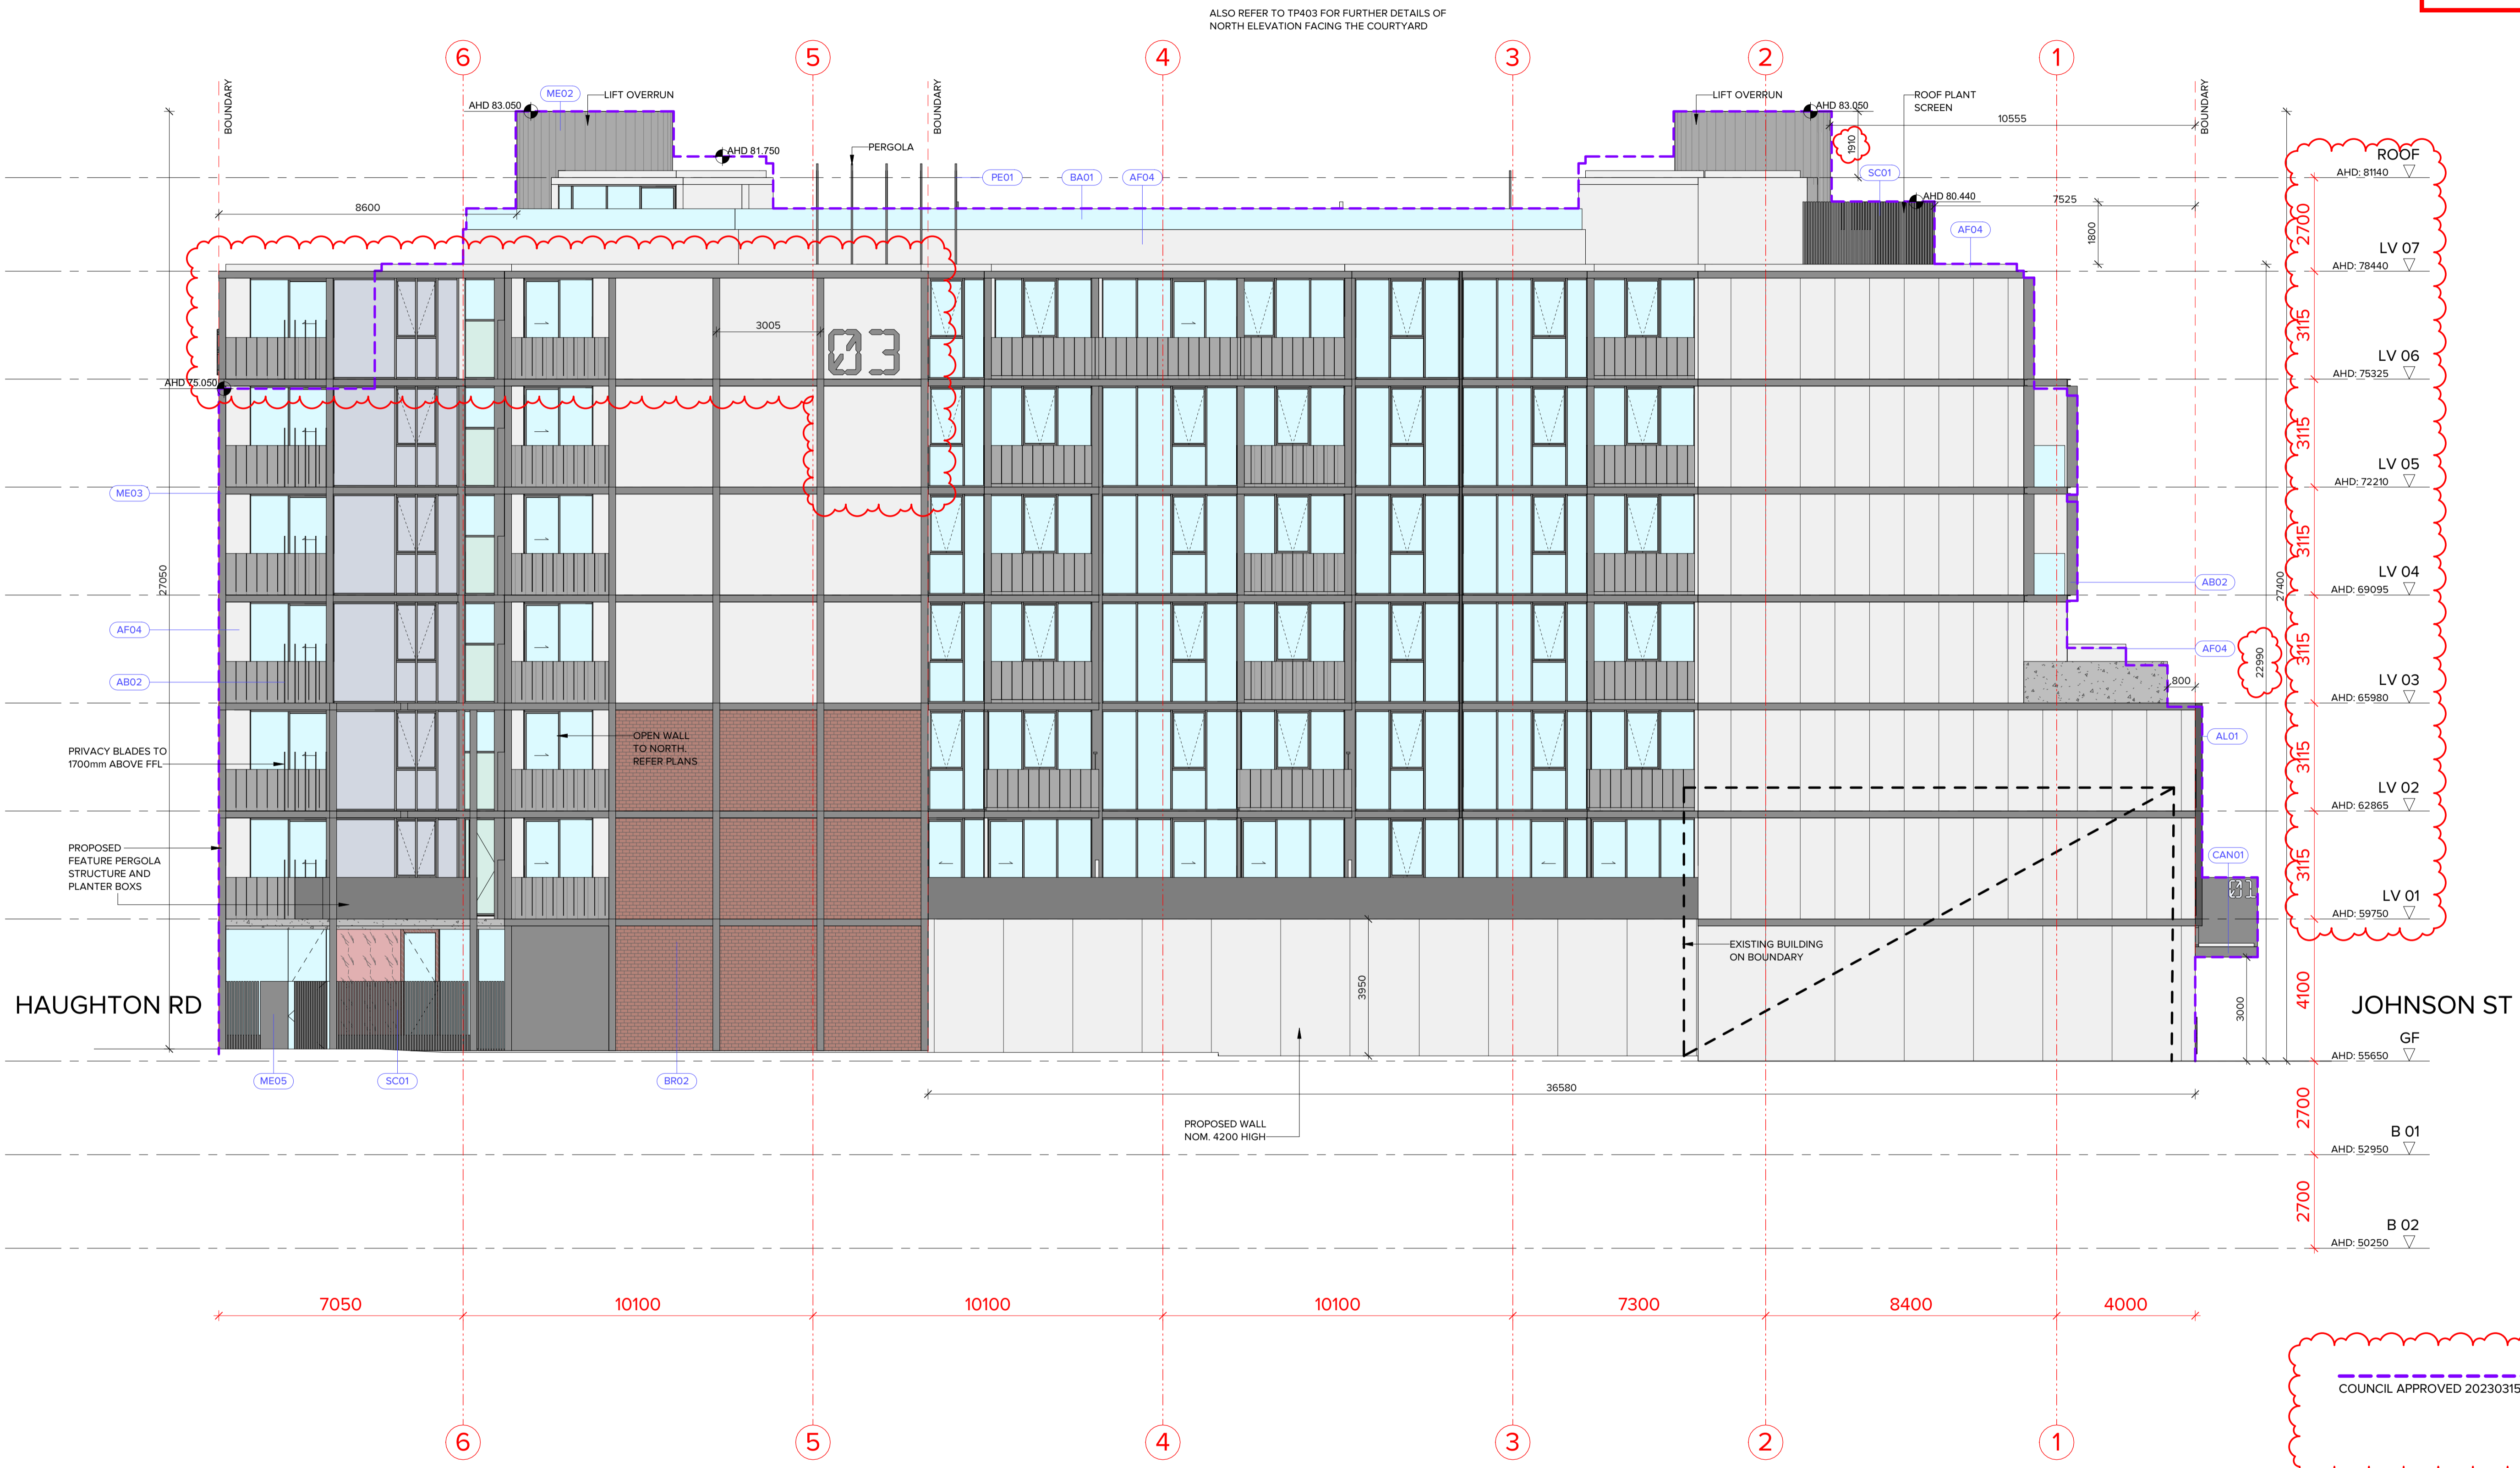 ALSO REFER TO TP403 FOR FURTHER DETAILS OF
NORTH ELEVATION FACING THE COURTYARD
6
5
4
3
2
1
BOUNDARY
BOUNDARY
BOUNDARY
ME02
LIFT OVERRUN
AHD 83.050
AHD 81.750
PERGOLA
PE01
BA01
AF04
LIFT OVERRUN
AHD 83.050
ROOF PLANT
SCREEN
10555
1910
SC01
AHD 80.440
7525
1800
AF04
8600
3005
03
AHD 75.050
ME03
27050
AF04
AB02
PRIVACY BLADES TO
1700mm ABOVE FFL
PROPOSED
FEATURE PERGOLA
STRUCTURE AND
PLANTER BOXS
OPEN WALL
TO NORTH.
REFER PLANS
HAUGHTON RD
ME05
SC01
BR02
3950
EXISTING BUILDING
ON BOUNDARY
PROPOSED WALL
NOM. 4200 HIGH
36580
AB02
27400
AF04
22990
800
AL01
CAN01
01
3000
JOHNSON ST
ROOF
AHD: 81140
2700
LV 07
AHD: 78440
3115
LV 06
AHD: 75325
3115
LV 05
AHD: 72210
3115
LV 04
AHD: 69095
3115
LV 03
AHD: 65980
3115
LV 02
AHD: 62865
3115
LV 01
AHD: 59750
4100
GF
AHD: 55650
2700
B 01
AHD: 52950
2700
B 02
AHD: 50250
7050
10100
10100
10100
7300
8400
4000
COUNCIL APPROVED 20230315
6
5
4
3
2
1